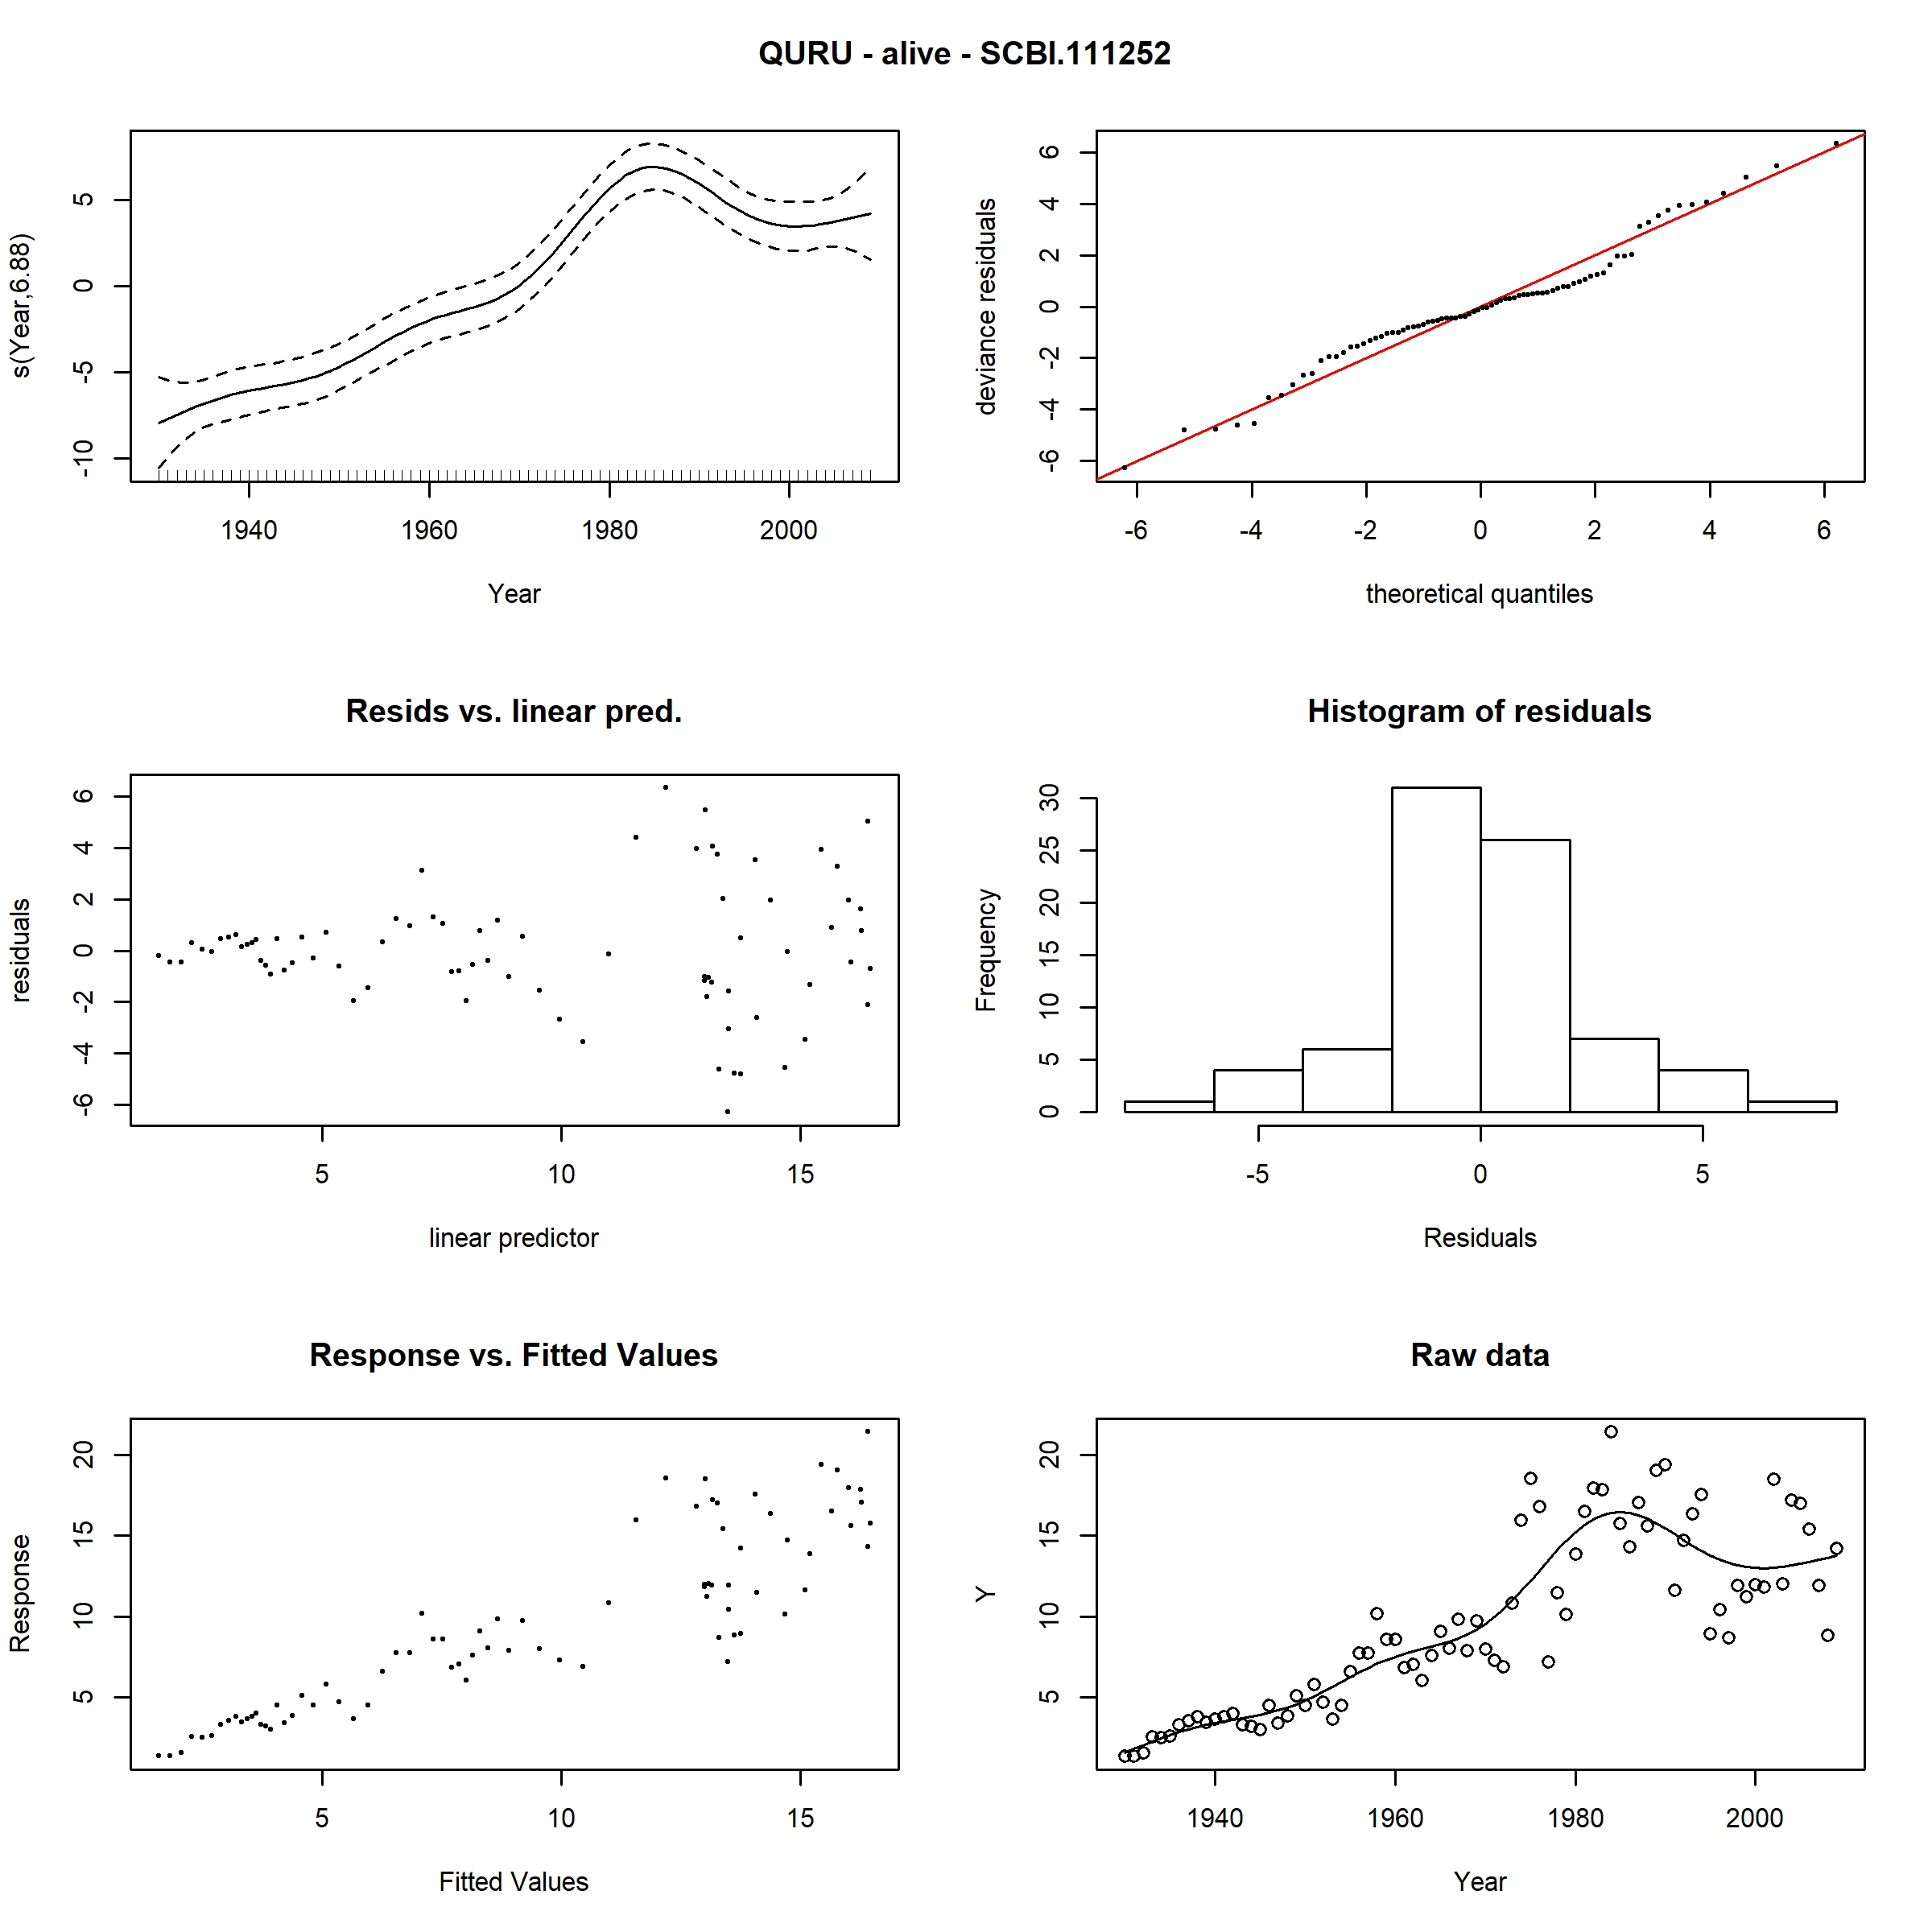 QURU - alive - SCBI.111252
s(Year,6.88)
5
0
-5
-10
1940 1960 1980 2000
Year
deviance residuals
6
4
2
0
-2
-4
-6
-6 -4 -2 0 2 4 6
theoretical quantiles
Resids vs. linear pred.
residuals
6
4
2
0
-2
-4
-6
5 10 15
linear predictor
Histogram of residuals
Frequency
30
25
20
15
10
5
0
-5 0 5
Residuals
Response vs. Fitted Values
Response
20
15
10
5
5 10 15
Fitted Values
Raw data
Y
20
15
10
5
1940 1960 1980 2000
Year